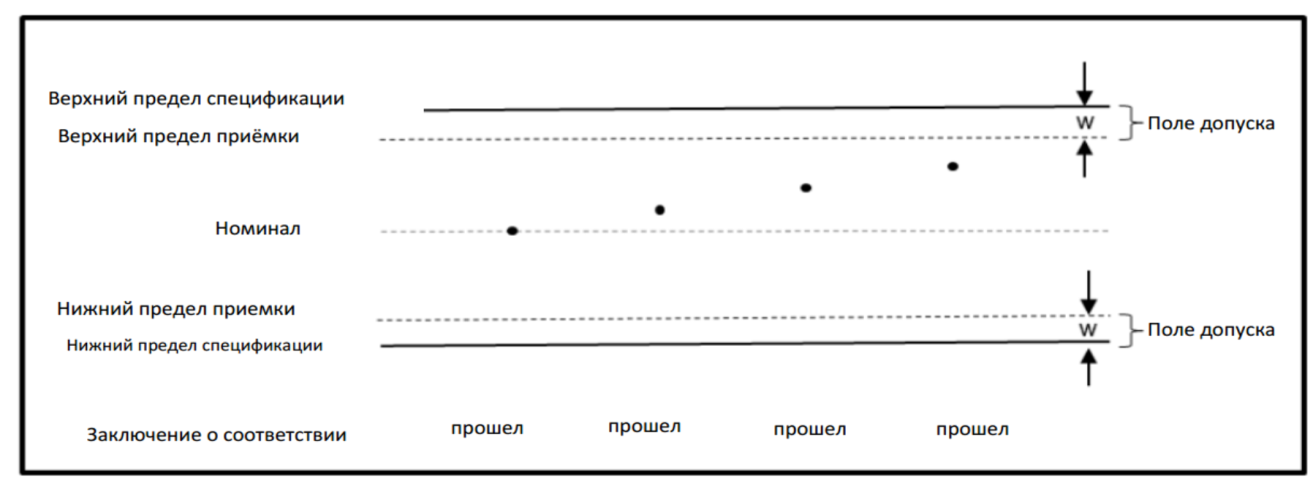 Верхний предел спецификации
W
Поле допуска
Верхний предел приёмки
Номинал
Нижний предел приемки
W
Поле допуска
Нижний предел спецификации
Заключение о соответствии
прошел прошел прошел прошел